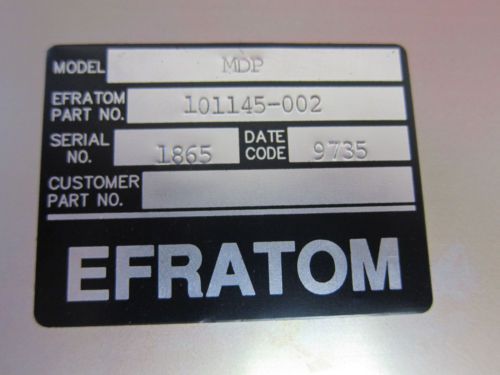 MODEL MDP
EFRATOM PART NO. 101145-002
SERIAL NO. 1865 DATE CODE 9735
CUSTOMER PART NO.
EFRATOM